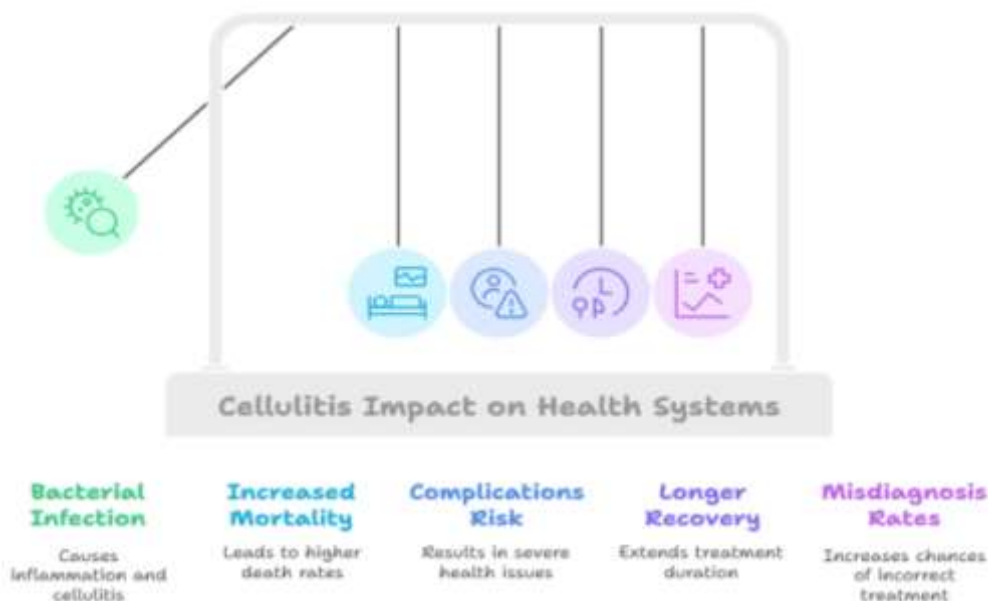 Cellulitis Impact on Health Systems
Bacterial
Infection
Causes
inflammation and
cellulitis
Increased
Mortality
Leads to higher
death rates
Complications
Risk
Results in severe
health issues
Longer
Recovery
Extends treatment
duration
Misdiagnosis
Rates
Increases chances
of incorrect
treatment